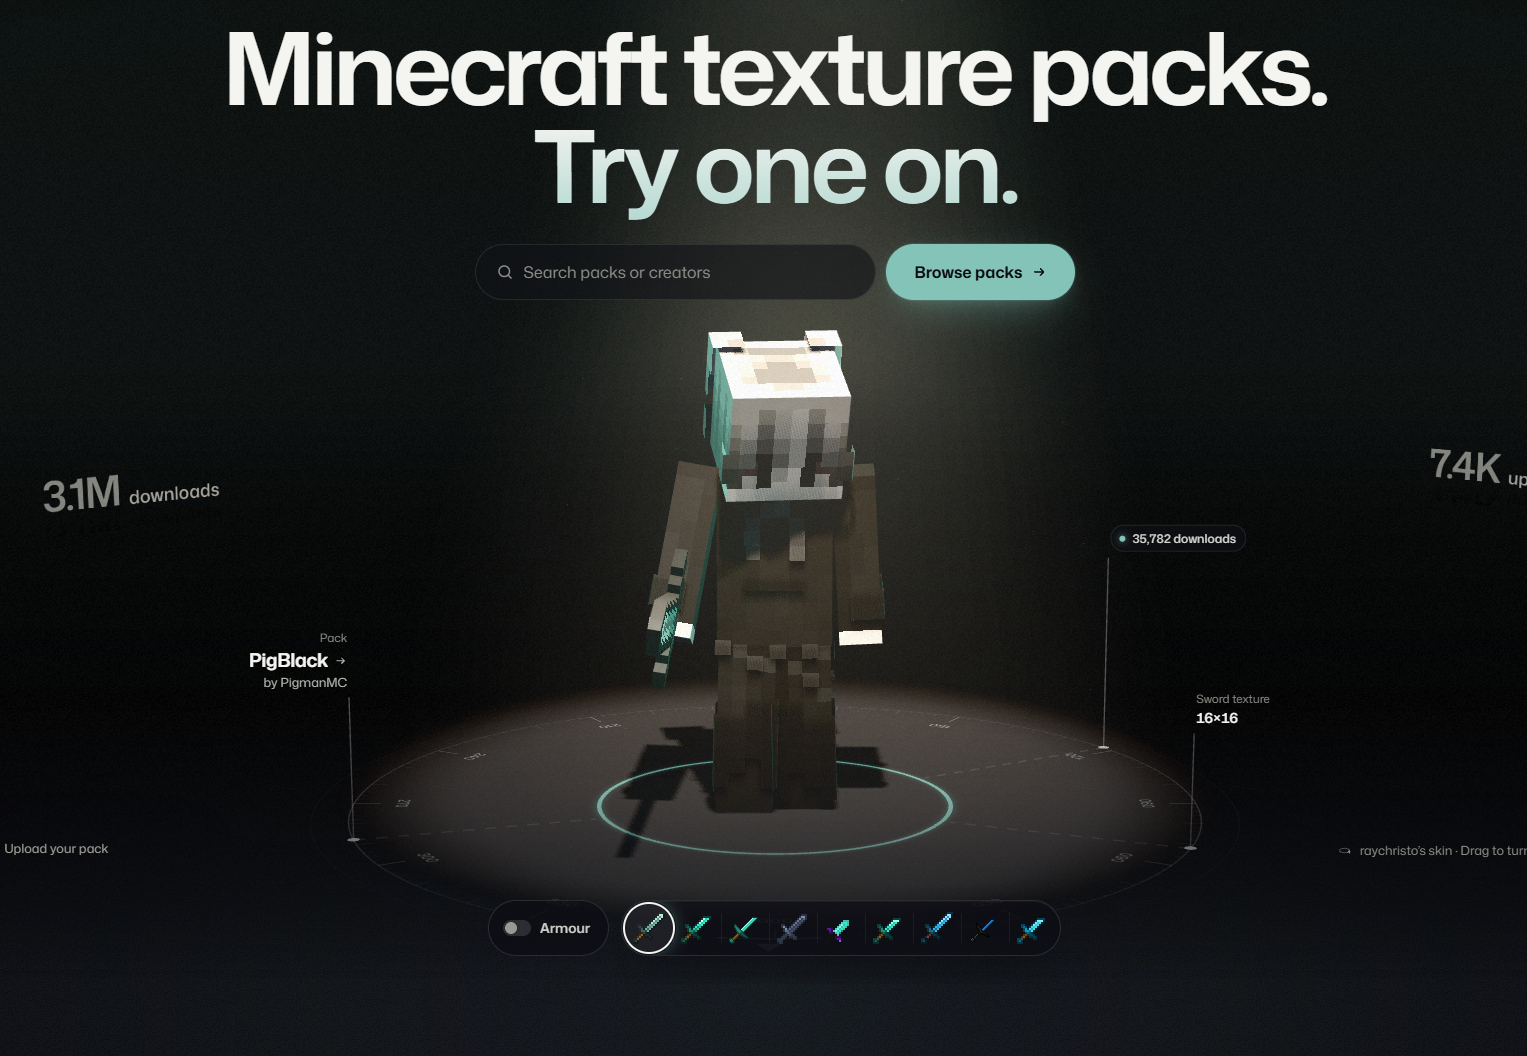 Minecraft texture packs.
Try one on.
Search packs or creators
Browse packs →
3.1M downloads
7.4K up
35,782 downloads
Pack
PigBlack →
by PigmanMC
Sword texture
16×16
Upload your pack
raychristo's skin · Drag to turn
Armour